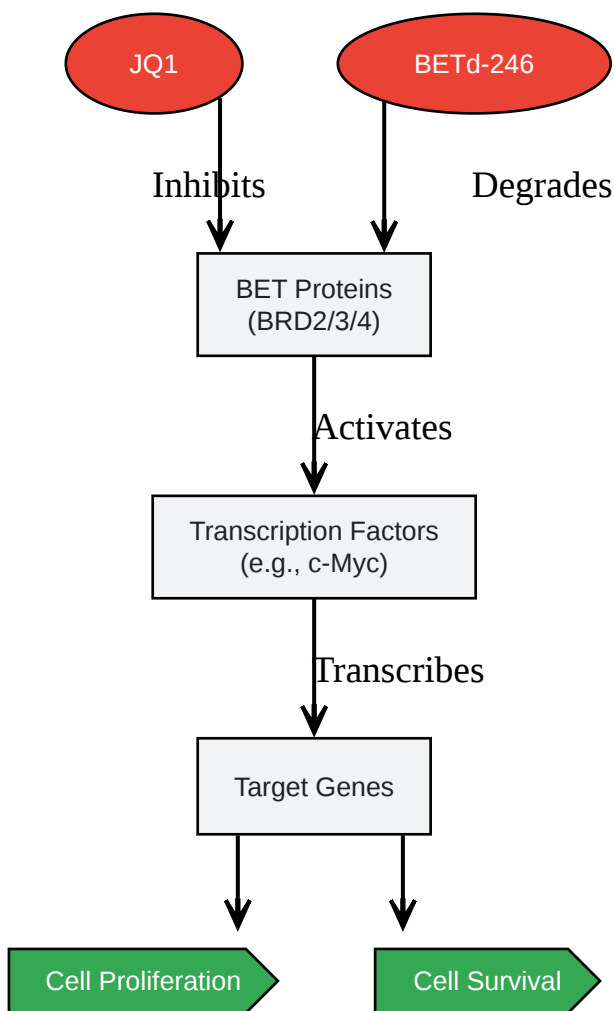 JQ1
BETd-246
Inhibits
Degrades
BET Proteins
(BRD2/3/4)
Activates
Transcription Factors
(e.g., c-Myc)
Transcribes
Target Genes
Cell Proliferation
Cell Survival